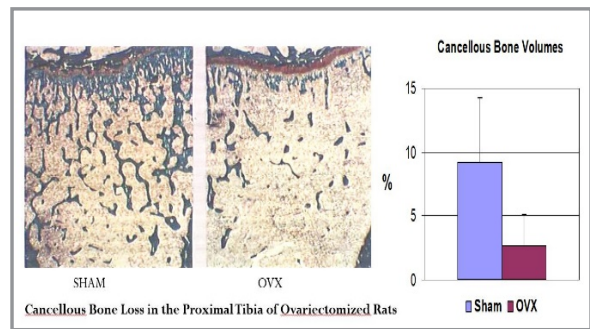 Cancellous Bone Volumes
15
10
5
0
%
Sham OVX
SHAM OVX
Cancellous Bone Loss in the Proximal Tibia of Ovariectomized Rats